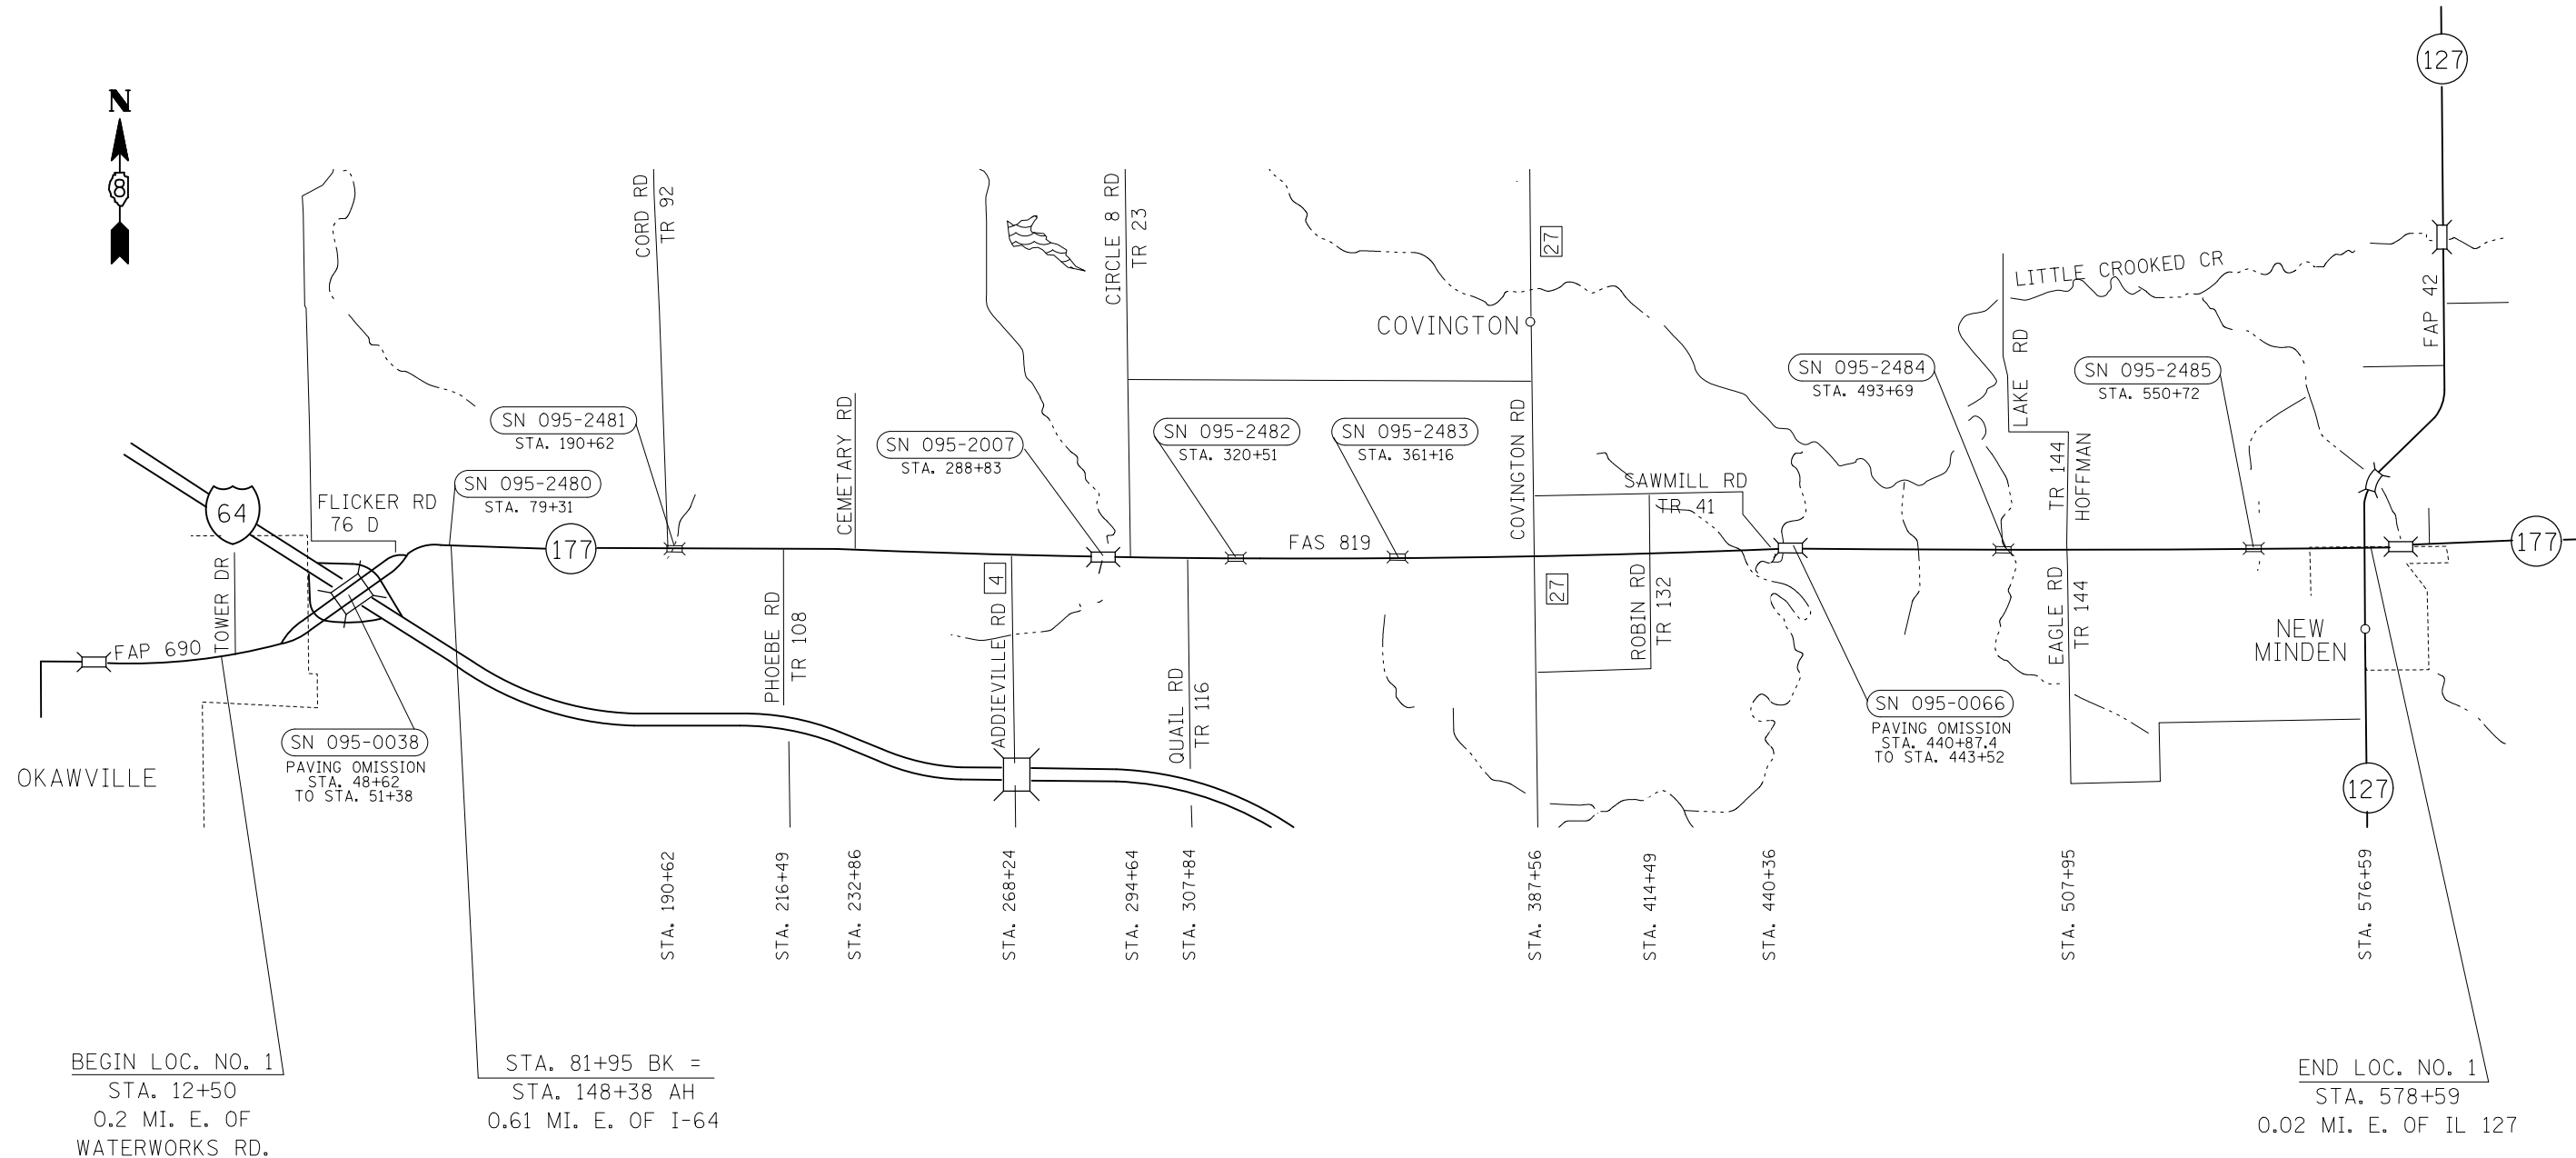 127
N
8
CORD RD
TR 92
CIRCLE 8 RD
TR 23
27
LITTLE CROOKED CR
FAP 42
COVINGTON
LAKE RD
SN 095-2484
STA. 493+69
SN 095-2485
STA. 550+72
SN 095-2481
STA. 190+62
CEMETARY RD
SN 095-2007
STA. 288+83
SN 095-2482
STA. 320+51
SN 095-2483
STA. 361+16
COVINGTON RD
TR 144
HOFFMAN
SN 095-2480
STA. 79+31
SAWMILL RD
TR 41
64
FLICKER RD
76 D
177
FAS 819
177
TOWER DR
FAP 690
4
ADDIEVILLE RD
PHOEBE RD
TR 108
QUAIL RD
TR 116
27
ROBIN RD
TR 132
EAGLE RD
TR 144
NEW
MINDEN
SN 095-0066
PAVING OMISSION
STA. 440+87.4
TO STA. 443+52
SN 095-0038
PAVING OMISSION
STA. 48+62
TO STA. 51+38
OKAWVILLE
127
STA. 190+62
STA. 216+49
STA. 232+86
STA. 268+24
STA. 294+64
STA. 307+84
STA. 387+56
STA. 414+49
STA. 440+36
STA. 507+95
STA. 576+59
BEGIN LOC. NO. 1
STA. 12+50
0.2 MI. E. OF
WATERWORKS RD.
STA. 81+95 BK =
STA. 148+38 AH
0.61 MI. E. OF I-64
END LOC. NO. 1
STA. 578+59
0.02 MI. E. OF IL 127